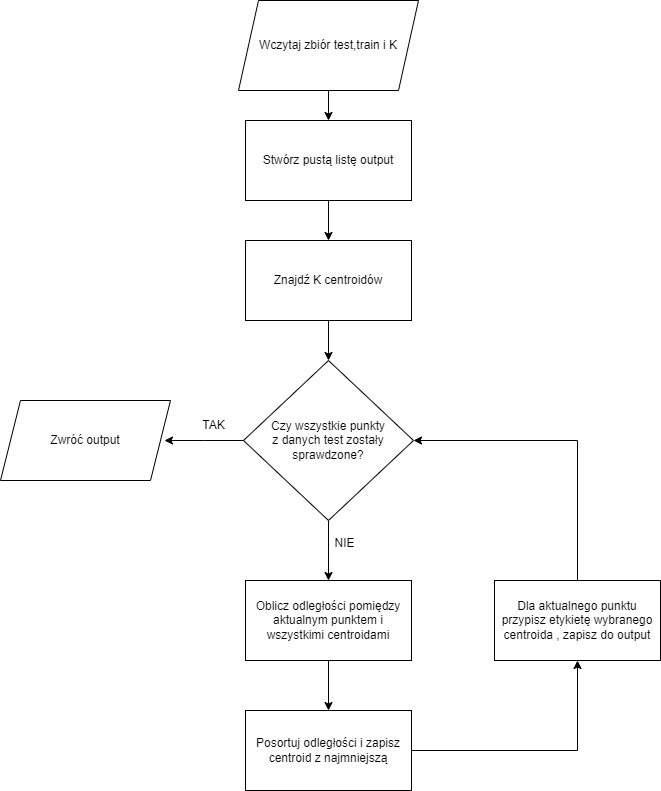 Wczytaj zbiór test,train i K
Stwórz pustą listę output
Znajdź K centroidów
Czy wszystkie punkty
z danych test zostały
sprawdzone?
TAK
Zwróć output
NIE
Oblicz odległości pomiędzy
aktualnym punktem i
wszystkimi centroidami
Posortuj odległości i zapisz
centroid z najmniejszą
Dla aktualnego punktu
przypisz etykietę wybranego
centroida , zapisz do output